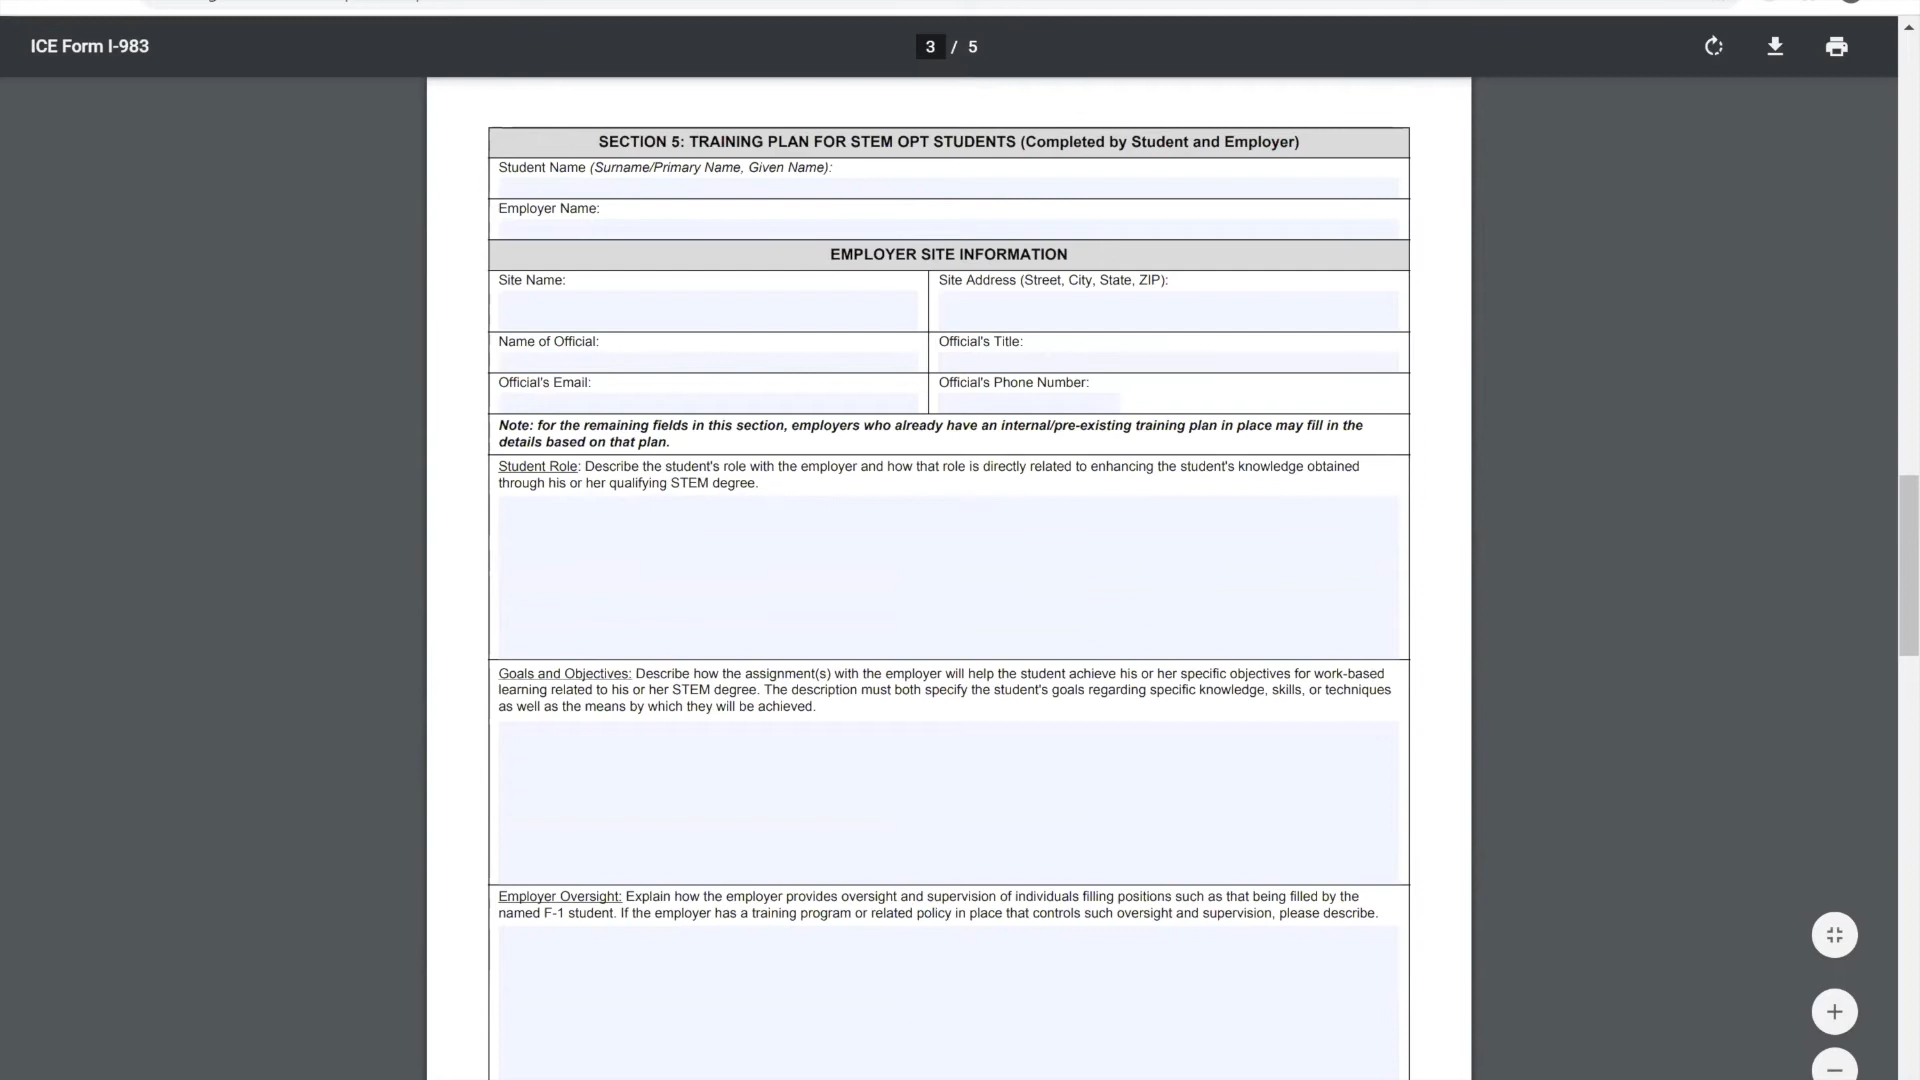 ICE Form I-983
3 / 5
SECTION 5: TRAINING PLAN FOR STEM OPT STUDENTS (Completed by Student and Employer)
Student Name (Surname/Primary Name, Given Name):
Employer Name:
EMPLOYER SITE INFORMATION
Site Name:
Site Address (Street, City, State, ZIP):
Name of Official:
Official's Title:
Official's Email:
Official's Phone Number:
Note: for the remaining fields in this section, employers who already have an internal/pre-existing training plan in place may fill in the
details based on that plan.
Student Role: Describe the student's role with the employer and how that role is directly related to enhancing the student's knowledge obtained
through his or her qualifying STEM degree.
Goals and Objectives: Describe how the assignment(s) with the employer will help the student achieve his or her specific objectives for work-based
learning related to his or her STEM degree. The description must both specify the student's goals regarding specific knowledge, skills, or techniques
as well as the means by which they will be achieved.
Employer Oversight: Explain how the employer provides oversight and supervision of individuals filling positions such as that being filled by the
named F-1 student. If the employer has a training program or related policy in place that controls such oversight and supervision, please describe.